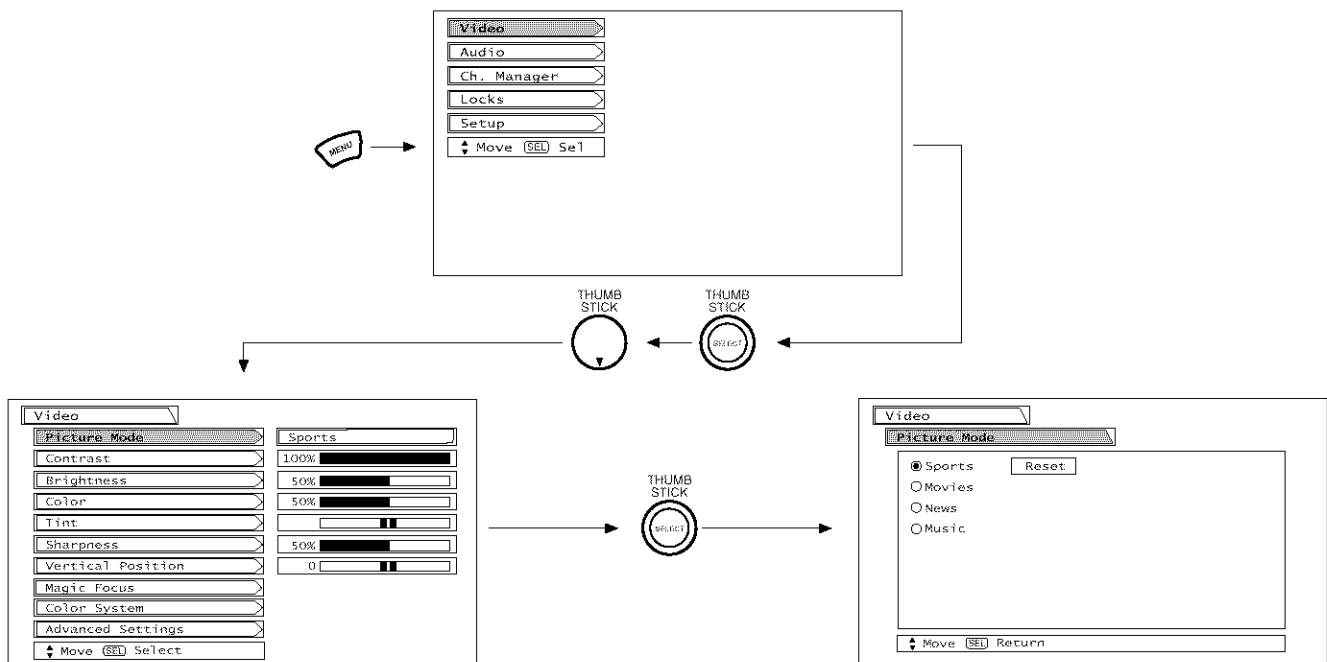 Video
Audio
Ch. Manager
Locks
Setup
Move SEL Sel
MENU
THUMB
STICK
THUMB
STICK
SELECT
Video
Picture Mode Sports
Contrast 100%
Brightness 50%
Color 50%
Tint
Sharpness 50%
Vertical Position 0
Magic Focus
Color System
Advanced Settings
Move SEL Select
THUMB
STICK
SELECT
Video
Picture Mode
Sports Reset
Movies
News
Music
Move SEL Return